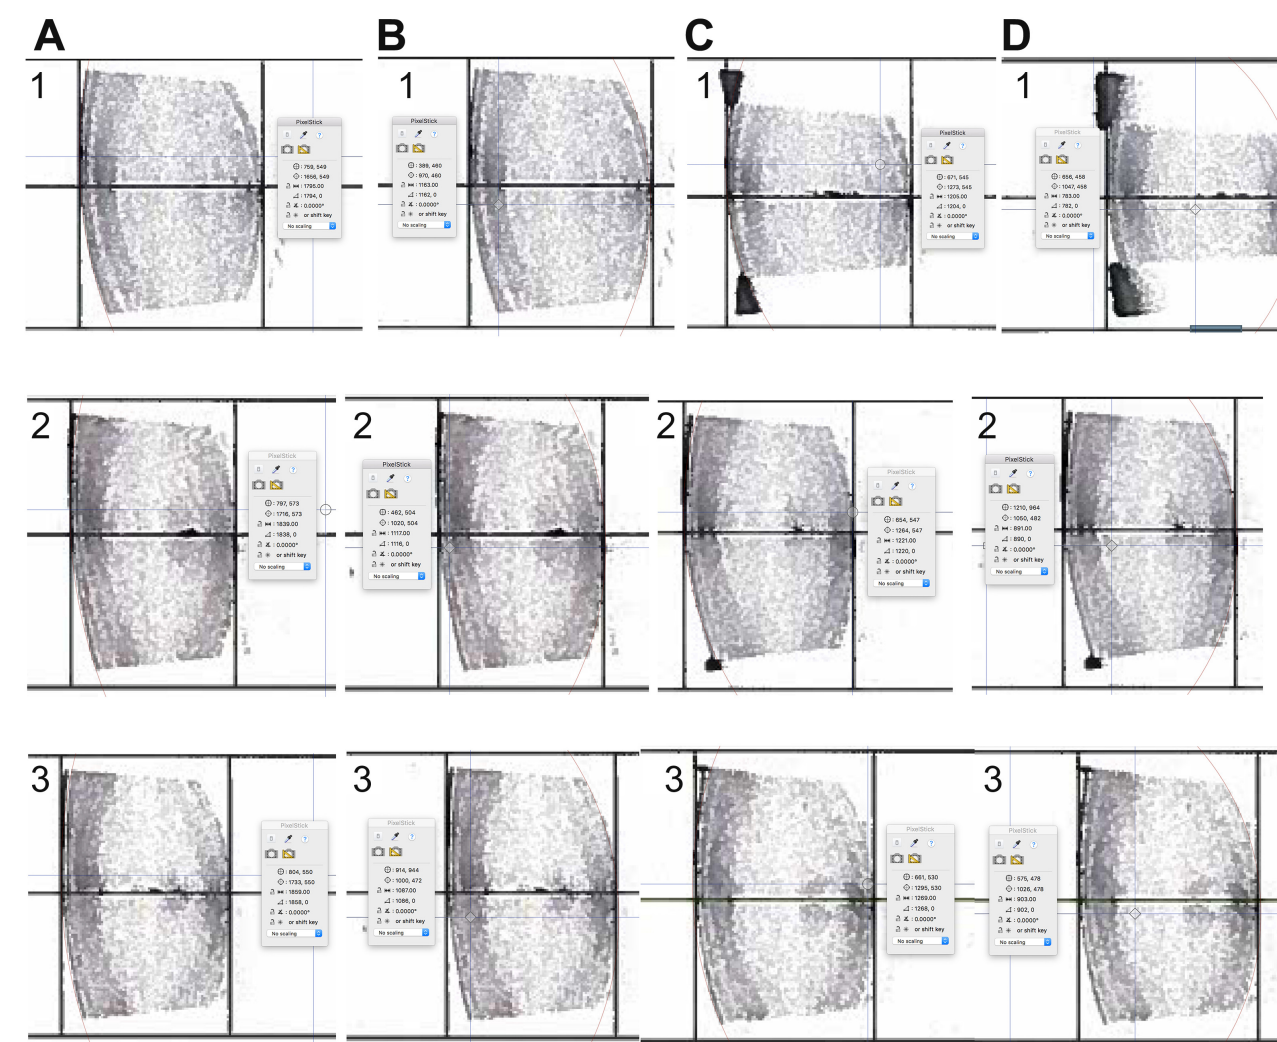 A B C D
1 1 1 1
PixelStick
?
: 759, 549
: 1656, 549
: 1795.00
: 1794, 0
: 0.0000°
or shift key
No scaling
PixelStick
?
: 389, 460
: 970, 460
: 1163.00
: 1162, 0
: 0.0000°
or shift key
No scaling
PixelStick
?
: 671, 545
: 1273, 545
: 1205.00
: 1204, 0
: 0.0000°
or shift key
No scaling
PixelStick
?
: 656, 458
: 1047, 458
: 783.00
: 782, 0
: 0.0000°
or shift key
No scaling
2 2 2 2
PixelStick
?
: 797, 573
: 1716, 573
: 1839.00
: 1838, 0
: 0.0000°
or shift key
No scaling
PixelStick
?
: 462, 504
: 1020, 504
: 1117.00
: 1116, 0
: 0.0000°
or shift key
No scaling
PixelStick
?
: 654, 547
: 1264, 547
: 1221.00
: 1220, 0
: 0.0000°
or shift key
No scaling
PixelStick
?
: 1210, 964
: 1050, 482
: 891.00
: 890, 0
: 0.0000°
or shift key
No scaling
3 3 3 3
PixelStick
?
: 804, 550
: 1733, 550
: 1859.00
: 1858, 0
: 0.0000°
or shift key
No scaling
PixelStick
?
: 914, 944
: 1000, 472
: 1087.00
: 1086, 0
: 0.0000°
or shift key
No scaling
PixelStick
?
: 661, 530
: 1295, 530
: 1269.00
: 1268, 0
: 0.0000°
or shift key
No scaling
PixelStick
?
: 575, 478
: 1026, 478
: 903.00
: 902, 0
: 0.0000°
or shift key
No scaling